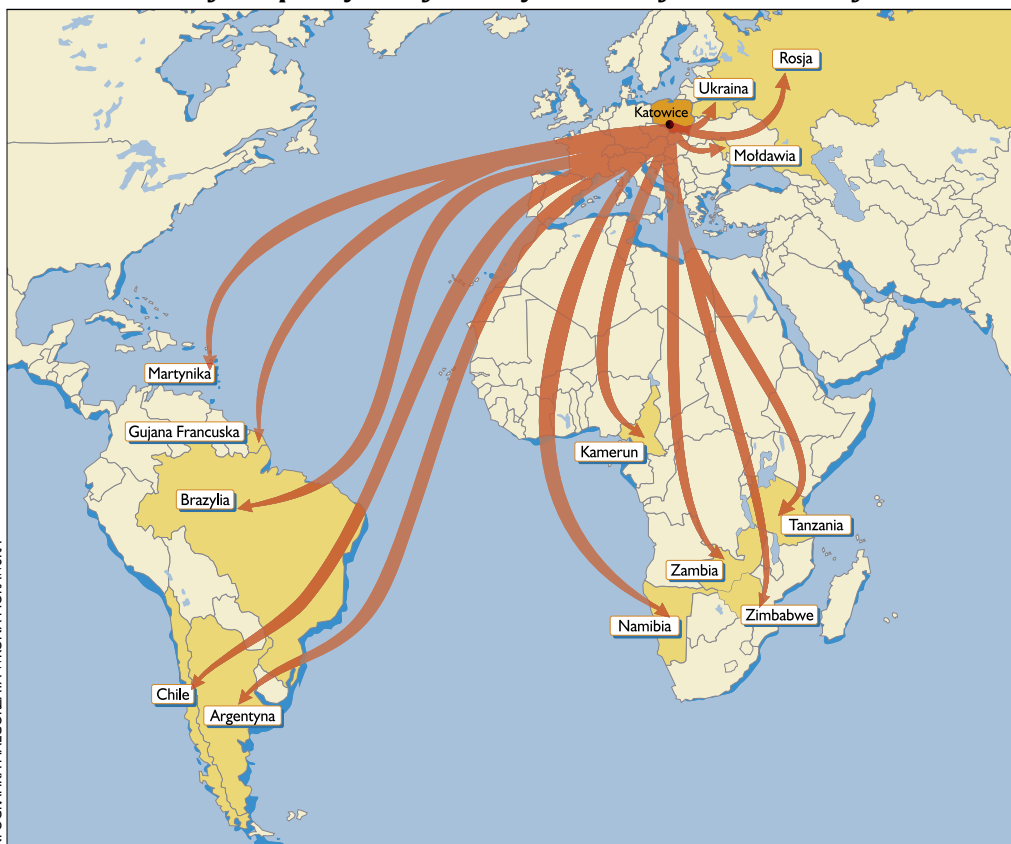 Rosja
Ukraina
Katowice
Mołdawia
Martynika
Gujana Francuska
Kamerun
Brazylia
Tanzania
Zambia
Zimbabwe
Namibia
Chile
Argentyna